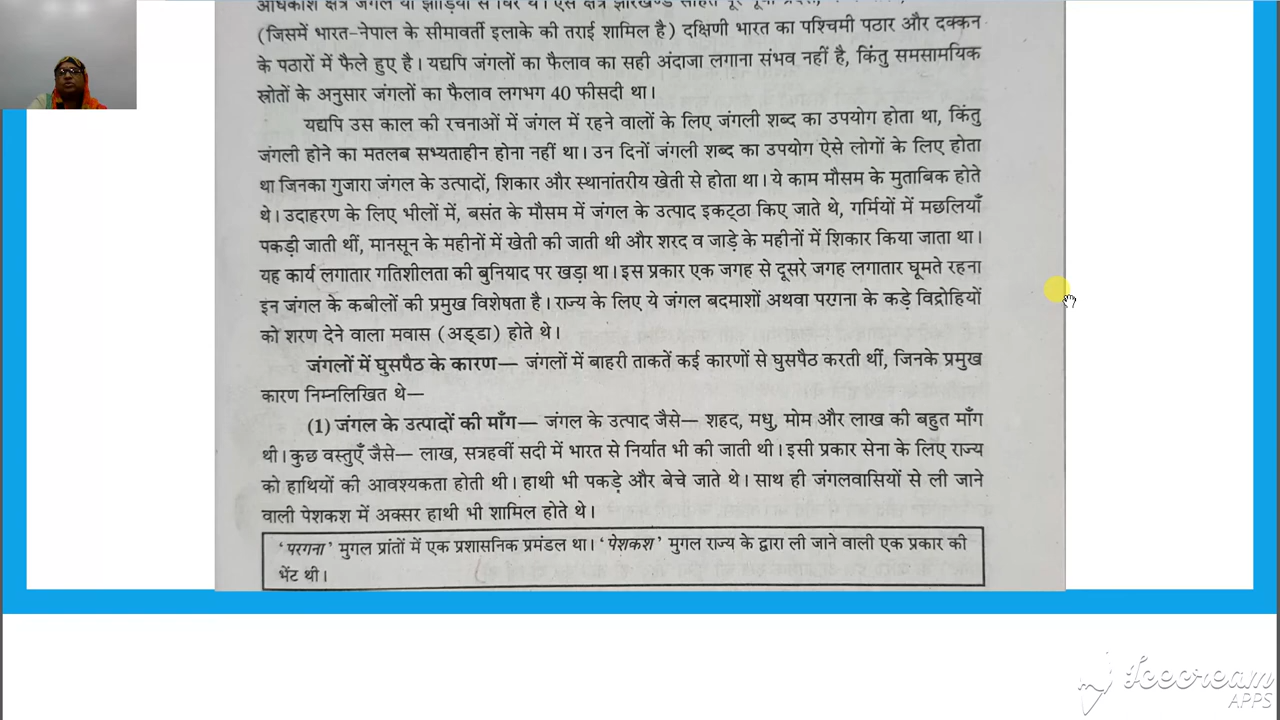 अधिकांश क्षेत्र जंगल या झाड़ियों से घिरे थे। ऐसे क्षेत्र झारखण्ड सहित पूरे पूर्वी
(जिसमें भारत-नेपाल के सीमावर्ती इलाके की तराई शामिल है) दक्षिणी भारत का पश्चिमी पठार और दक्कन
के पठारों में फैले हुए है। यद्यपि जंगलों का फैलाव का सही अंदाजा लगाना संभव नहीं है, किंतु समसामयिक
स्रोतों के अनुसार जंगलों का फैलाव लगभग 40 फीसदी था।
यद्यपि उस काल की रचनाओं में जंगल में रहने वालों के लिए जंगली शब्द का उपयोग होता था, किंतु
जंगली होने का मतलब सभ्यताहीन होना नहीं था। उन दिनों जंगली शब्द का उपयोग ऐसे लोगों के लिए होता
था जिनका गुजारा जंगल के उत्पादों, शिकार और स्थानांतरीय खेती से होता था। ये काम मौसम के मुताबिक होते
थे। उदाहरण के लिए भीलों में, बसंत के मौसम में जंगल के उत्पाद इकट्ठा किए जाते थे, गर्मियों में मछलियाँ
पकड़ी जाती थीं, मानसून के महीनों में खेती की जाती थी और शरद व जाड़े के महीनों में शिकार किया जाता था।
यह कार्य लगातार गतिशीलता की बुनियाद पर खड़ा था। इस प्रकार एक जगह से दूसरे जगह लगातार घूमते रहना
इन जंगल के कबीलों की प्रमुख विशेषता है। राज्य के लिए ये जंगल बदमाशों अथवा परगना के कड़े विद्रोहियों
को शरण देने वाला मवास (अड्डा) होते थे।
जंगलों में घुसपैठ के कारण— जंगलों में बाहरी ताकतें कई कारणों से घुसपैठ करती थीं, जिनके प्रमुख
कारण निम्नलिखित थे—
(1) जंगल के उत्पादों की माँग— जंगल के उत्पाद जैसे— शहद, मधु, मोम और लाख की बहुत माँग
थी। कुछ वस्तुएँ जैसे— लाख, सत्रहवीं सदी में भारत से निर्यात भी की जाती थी। इसी प्रकार सेना के लिए राज्य
को हाथियों की आवश्यकता होती थी। हाथी भी पकड़े और बेचे जाते थे। साथ ही जंगलवासियों से ली जाने
वाली पेशकश में अक्सर हाथी भी शामिल होते थे।
'परगना' मुगल प्रांतों में एक प्रशासनिक प्रमंडल था। 'पेशकश' मुगल राज्य के द्वारा ली जाने वाली एक प्रकार की
भेंट थी।
Icecream
APPS